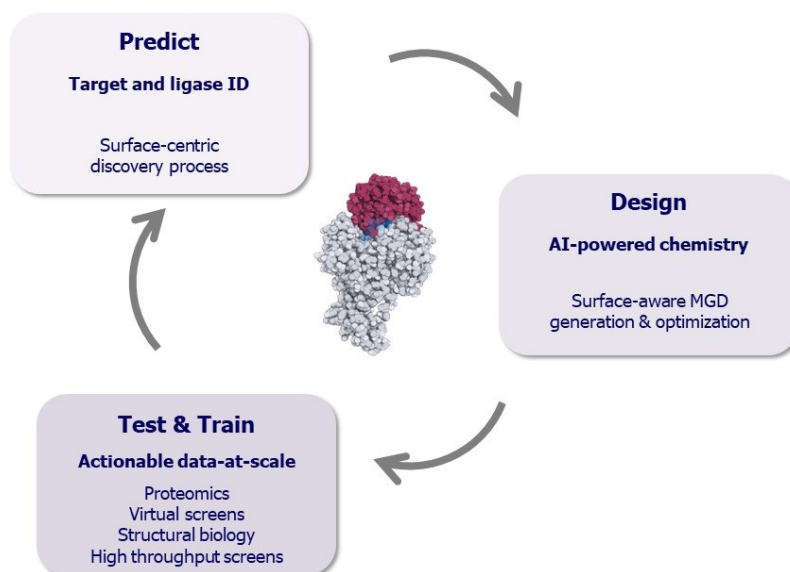 Predict
Target and ligase ID
Surface-centric
discovery process
Design
AI-powered chemistry
Surface-aware MGD
generation & optimization
Test & Train
Actionable data-at-scale
Proteomics
Virtual screens
Structural biology
High throughput screens